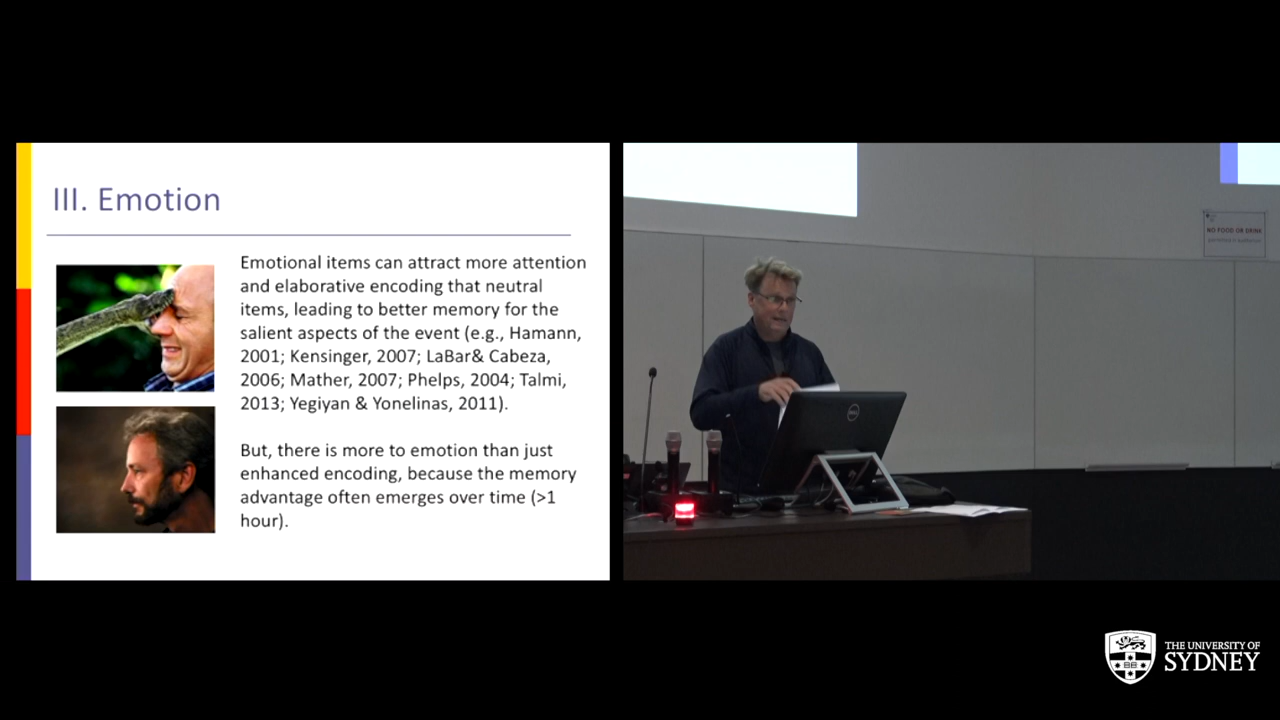 III. Emotion
Emotional items can attract more attention
and elaborative encoding that neutral
items, leading to better memory for the
salient aspects of the event (e.g., Hamann,
2001; Kensinger, 2007; LaBar& Cabeza,
2006; Mather, 2007; Phelps, 2004; Talmi,
2013; Yegiyan & Yonelinas, 2011).
But, there is more to emotion than just
enhanced encoding, because the memory
advantage often emerges over time (>1
hour).
NO FOOD OR DRINK
DELL
THE UNIVERSITY OF
SYDNEY